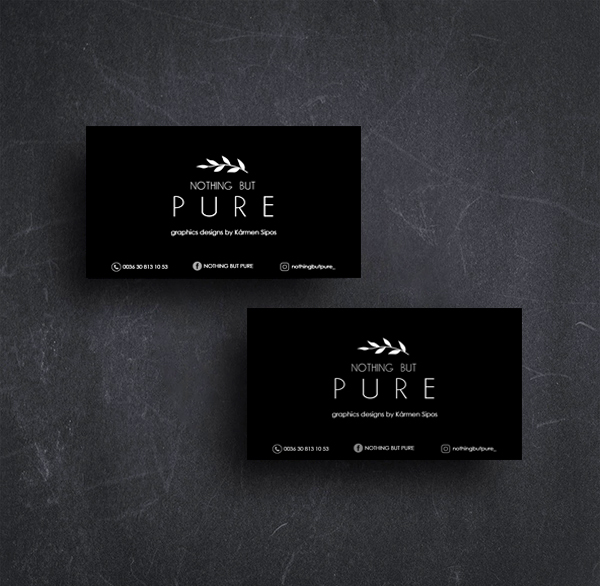 NOTHING BUT
PURE
graphics designs by Kármen Sipos
0036 30 813 10 53 NOTHING BUT PURE nothingbutpure_
NOTHING BUT
PURE
graphics designs by Kármen Sipos
0036 30 813 10 53 NOTHING BUT PURE nothingbutpure_